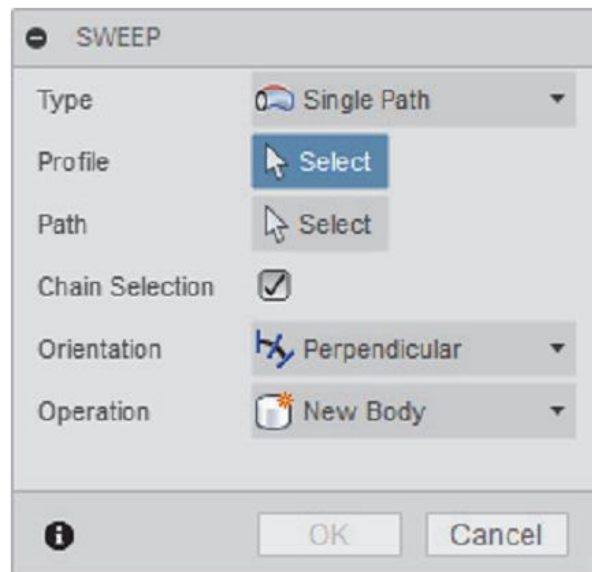 SWEEP
Type Single Path
Profile Select
Path Select
Chain Selection
Orientation Perpendicular
Operation New Body
OK Cancel